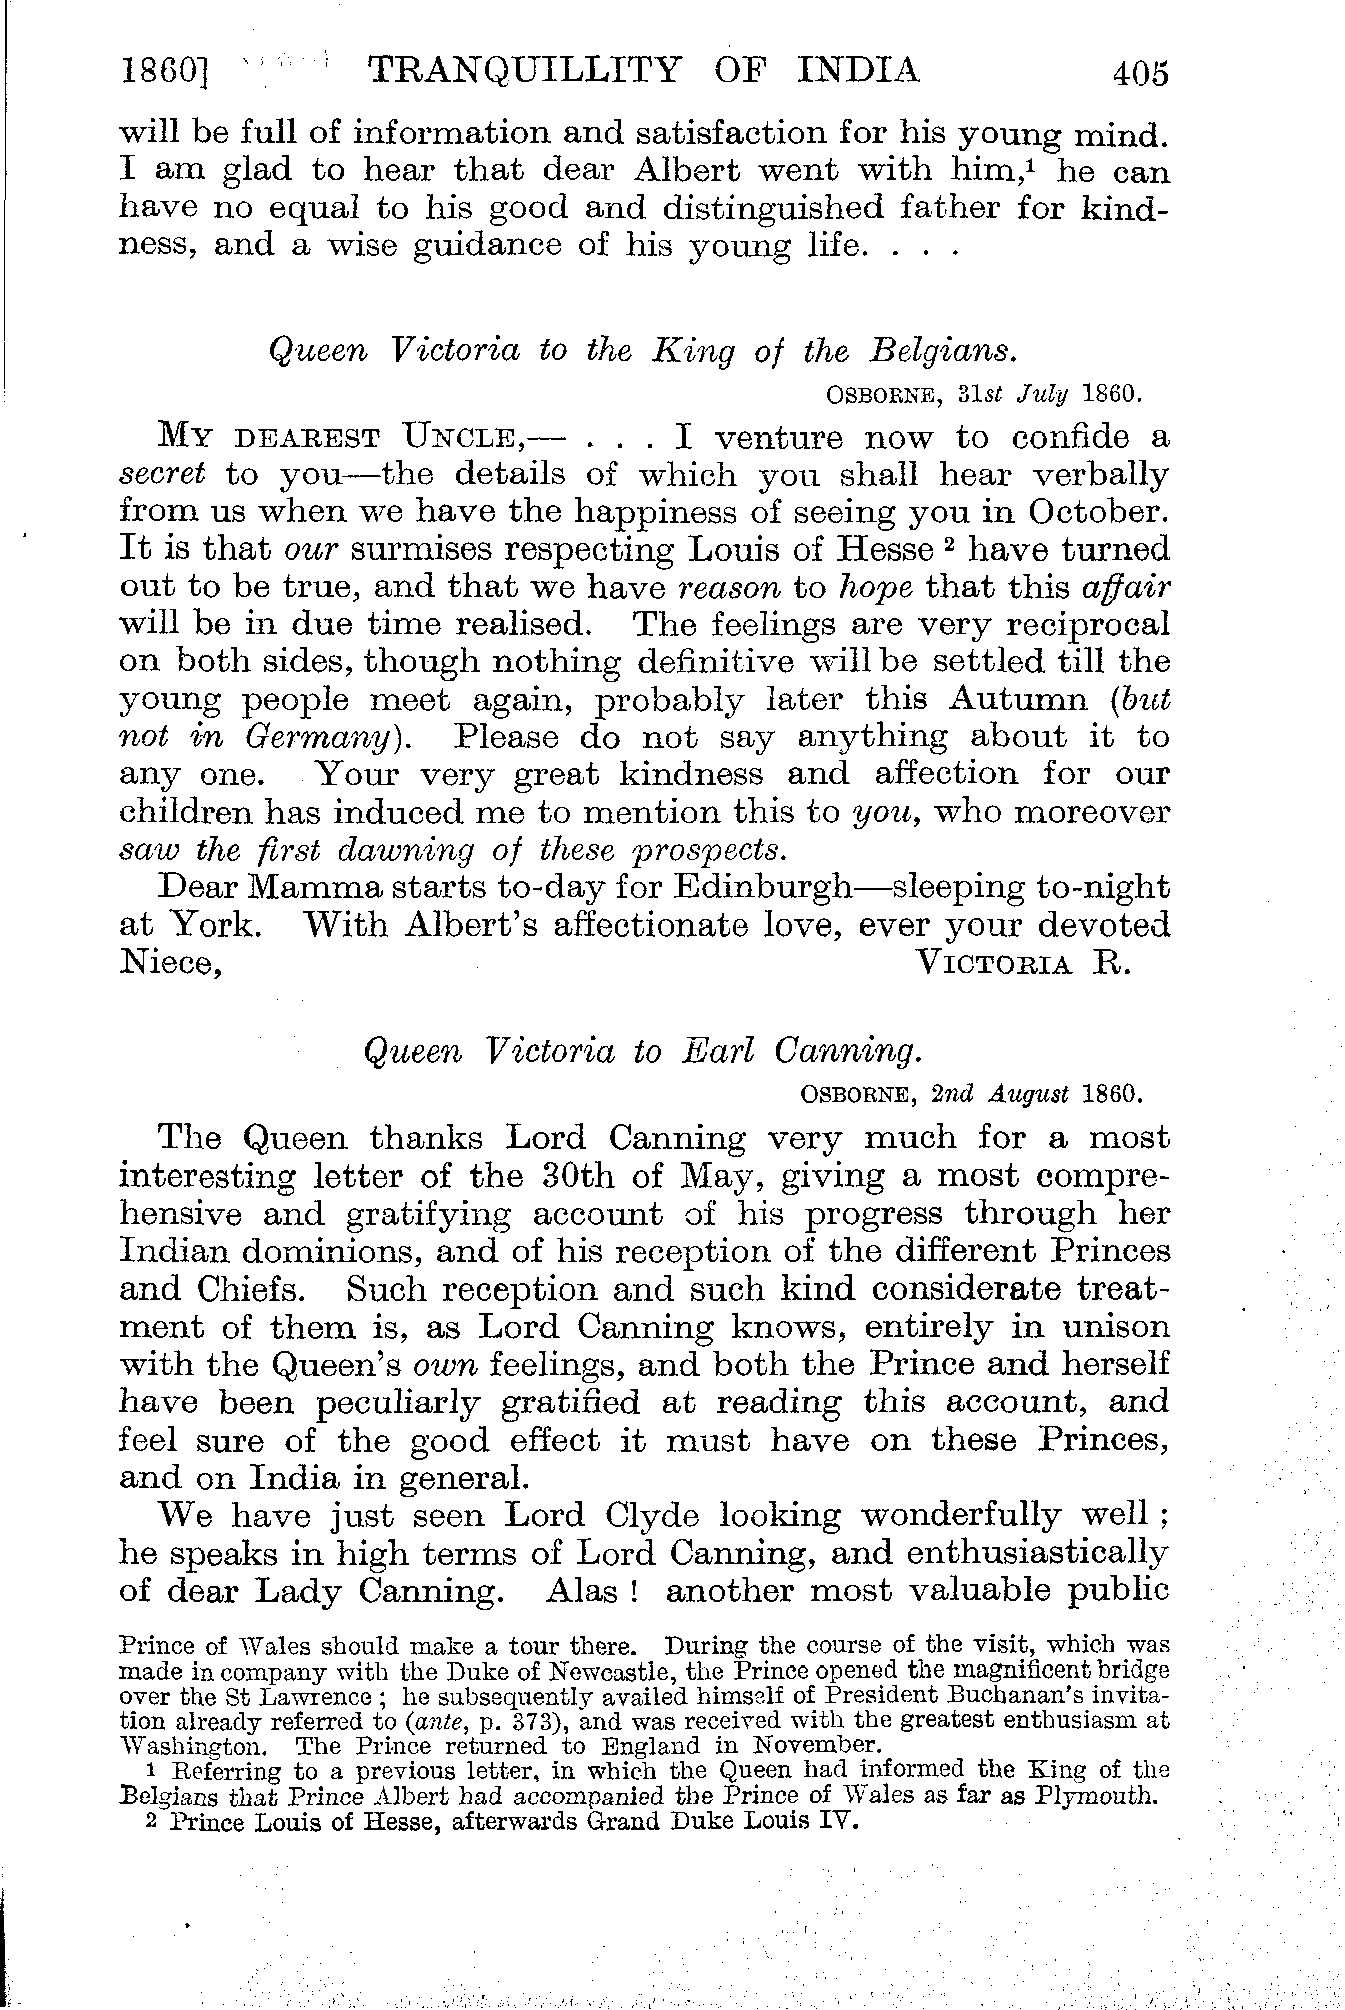 1860] TRANQUILLITY OF INDIA 405
will be full of information and satisfaction for his young mind.
I am glad to hear that dear Albert went with him,¹ he can
have no equal to his good and distinguished father for kind-
ness, and a wise guidance of his young life. . . .
Queen Victoria to the King of the Belgians.
OSBORNE, 31st July 1860.
MY DEAREST UNCLE,— . . . I venture now to confide a
secret to you—the details of which you shall hear verbally
from us when we have the happiness of seeing you in October.
It is that our surmises respecting Louis of Hesse ² have turned
out to be true, and that we have reason to hope that this affair
will be in due time realised. The feelings are very reciprocal
on both sides, though nothing definitive will be settled till the
young people meet again, probably later this Autumn (but
not in Germany). Please do not say anything about it to
any one. Your very great kindness and affection for our
children has induced me to mention this to you, who moreover
saw the first dawning of these prospects.
Dear Mamma starts to-day for Edinburgh—sleeping to-night
at York. With Albert's affectionate love, ever your devoted
Niece, VICTORIA R.
Queen Victoria to Earl Canning.
OSBORNE, 2nd August 1860.
The Queen thanks Lord Canning very much for a most
interesting letter of the 30th of May, giving a most compre-
hensive and gratifying account of his progress through her
Indian dominions, and of his reception of the different Princes
and Chiefs. Such reception and such kind considerate treat-
ment of them is, as Lord Canning knows, entirely in unison
with the Queen's own feelings, and both the Prince and herself
have been peculiarly gratified at reading this account, and
feel sure of the good effect it must have on these Princes,
and on India in general.
We have just seen Lord Clyde looking wonderfully well ;
he speaks in high terms of Lord Canning, and enthusiastically
of dear Lady Canning. Alas ! another most valuable public
Prince of Wales should make a tour there. During the course of the visit, which was
made in company with the Duke of Newcastle, the Prince opened the magnificent bridge
over the St Lawrence ; he subsequently availed himself of President Buchanan's invita-
tion already referred to (ante, p. 373), and was received with the greatest enthusiasm at
Washington. The Prince returned to England in November.
1 Referring to a previous letter, in which the Queen had informed the King of the
Belgians that Prince Albert had accompanied the Prince of Wales as far as Plymouth.
2 Prince Louis of Hesse, afterwards Grand Duke Louis IV.